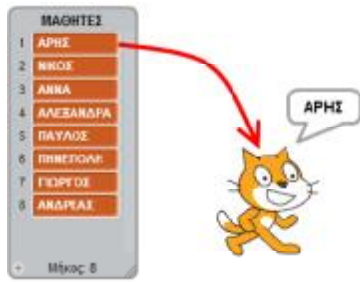 ΜΑΘΗΤΕΣ
1 ΑΡΗΣ
2 ΝΙΚΟΣ
3 ΑΝΝΑ
4 ΑΛΕΞΑΝΔΡΑ
5 ΠΑΥΛΟΣ
6 ΠΗΝΕΛΟΠΗ
7 ΓΙΩΡΓΟΣ
8 ΑΝΔΡΕΑΣ
+ Μήκος: 8
ΑΡΗΣ